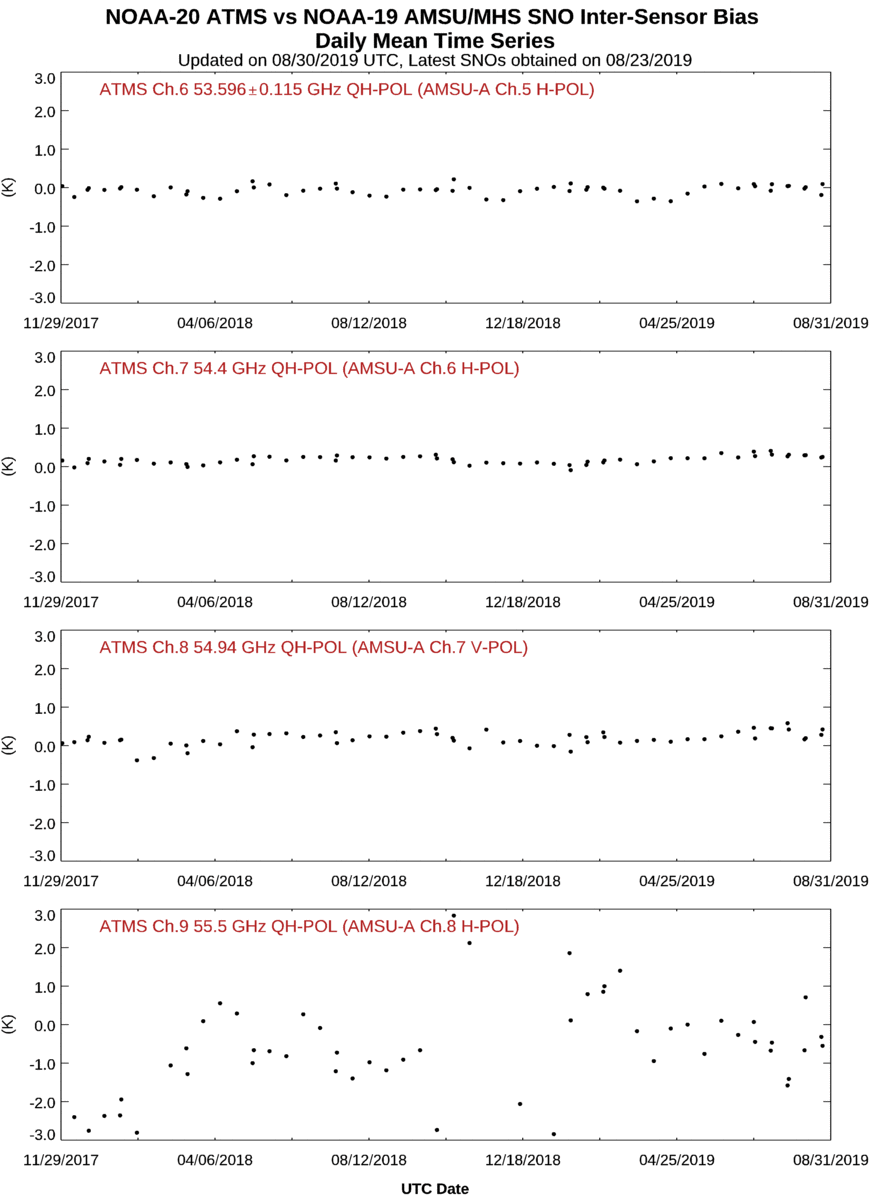 NOAA-20 ATMS vs NOAA-19 AMSU/MHS SNO Inter-Sensor Bias
Daily Mean Time Series
Updated on 08/30/2019 UTC, Latest SNOs obtained on 08/23/2019
ATMS Ch.6 53.596±0.115 GHz QH-POL (AMSU-A Ch.5 H-POL)
3.0
2.0
1.0
0.0
-1.0
-2.0
-3.0
(K)
11/29/2017 04/06/2018 08/12/2018 12/18/2018 04/25/2019 08/31/2019
ATMS Ch.7 54.4 GHz QH-POL (AMSU-A Ch.6 H-POL)
3.0
2.0
1.0
0.0
-1.0
-2.0
-3.0
(K)
11/29/2017 04/06/2018 08/12/2018 12/18/2018 04/25/2019 08/31/2019
ATMS Ch.8 54.94 GHz QH-POL (AMSU-A Ch.7 V-POL)
3.0
2.0
1.0
0.0
-1.0
-2.0
-3.0
(K)
11/29/2017 04/06/2018 08/12/2018 12/18/2018 04/25/2019 08/31/2019
ATMS Ch.9 55.5 GHz QH-POL (AMSU-A Ch.8 H-POL)
3.0
2.0
1.0
0.0
-1.0
-2.0
-3.0
(K)
11/29/2017 04/06/2018 08/12/2018 12/18/2018 04/25/2019 08/31/2019
UTC Date